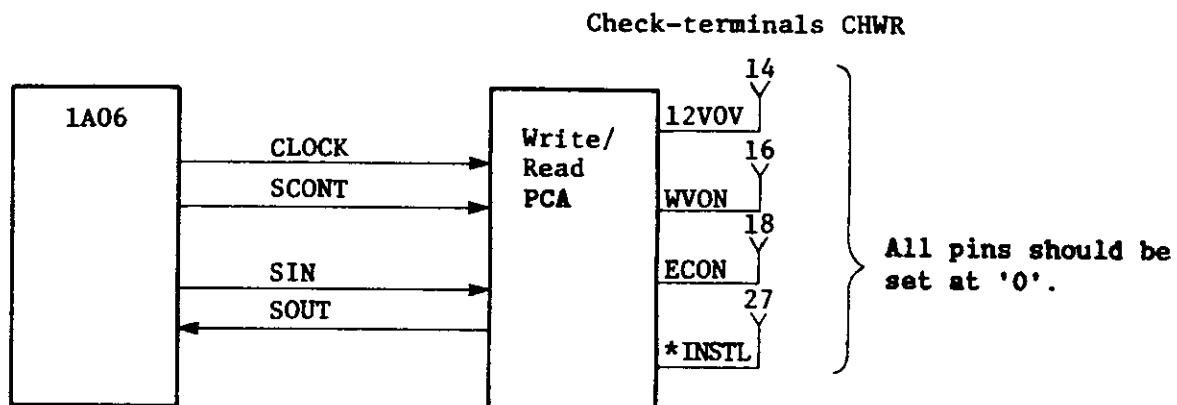 Check-terminals CHWR
1A06
CLOCK
SCONT
SIN
SOUT
Write/
Read
PCA
14
12VOV
16
WVON
18
ECON
27
*INSTL
All pins should be
set at '0'.